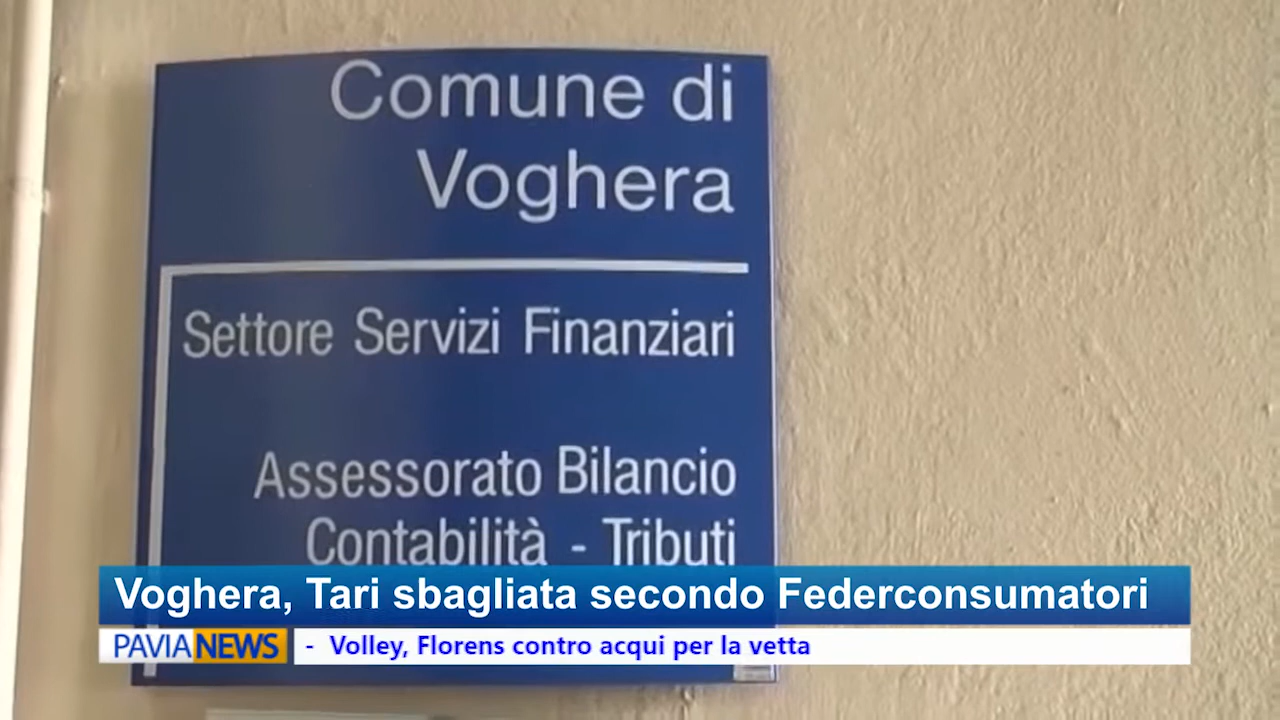 Comune di
Voghera
Settore Servizi Finanziari
Assessorato Bilancio
Contabilità - Tributi
Voghera, Tari sbagliata secondo Federconsumatori
PAVIANEWS - Volley, Florens contro acqui per la vetta